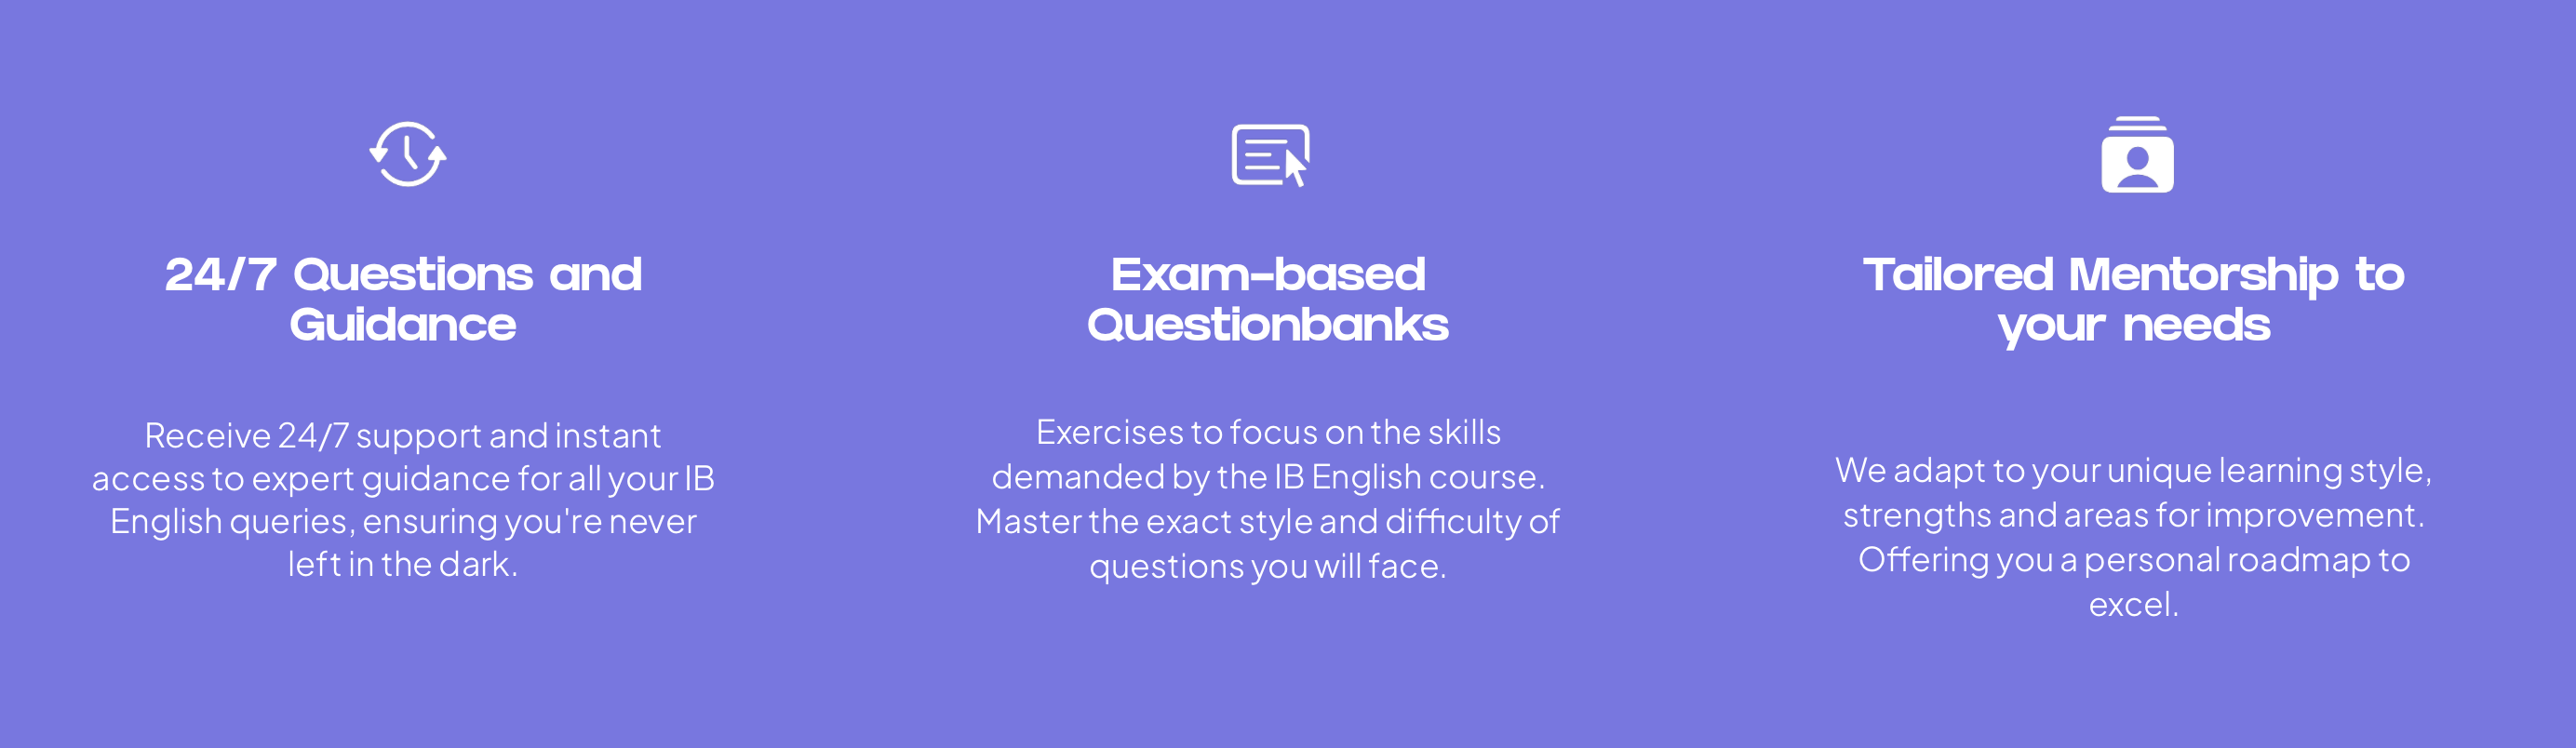 24/7 Questions and
Guidance
Receive 24/7 support and instant
access to expert guidance for all your IB
English queries, ensuring you're never
left in the dark.
Exam-based
Questionbanks
Exercises to focus on the skills
demanded by the IB English course.
Master the exact style and difficulty of
questions you will face.
Tailored Mentorship to
your needs
We adapt to your unique learning style,
strengths and areas for improvement.
Offering you a personal roadmap to
excel.